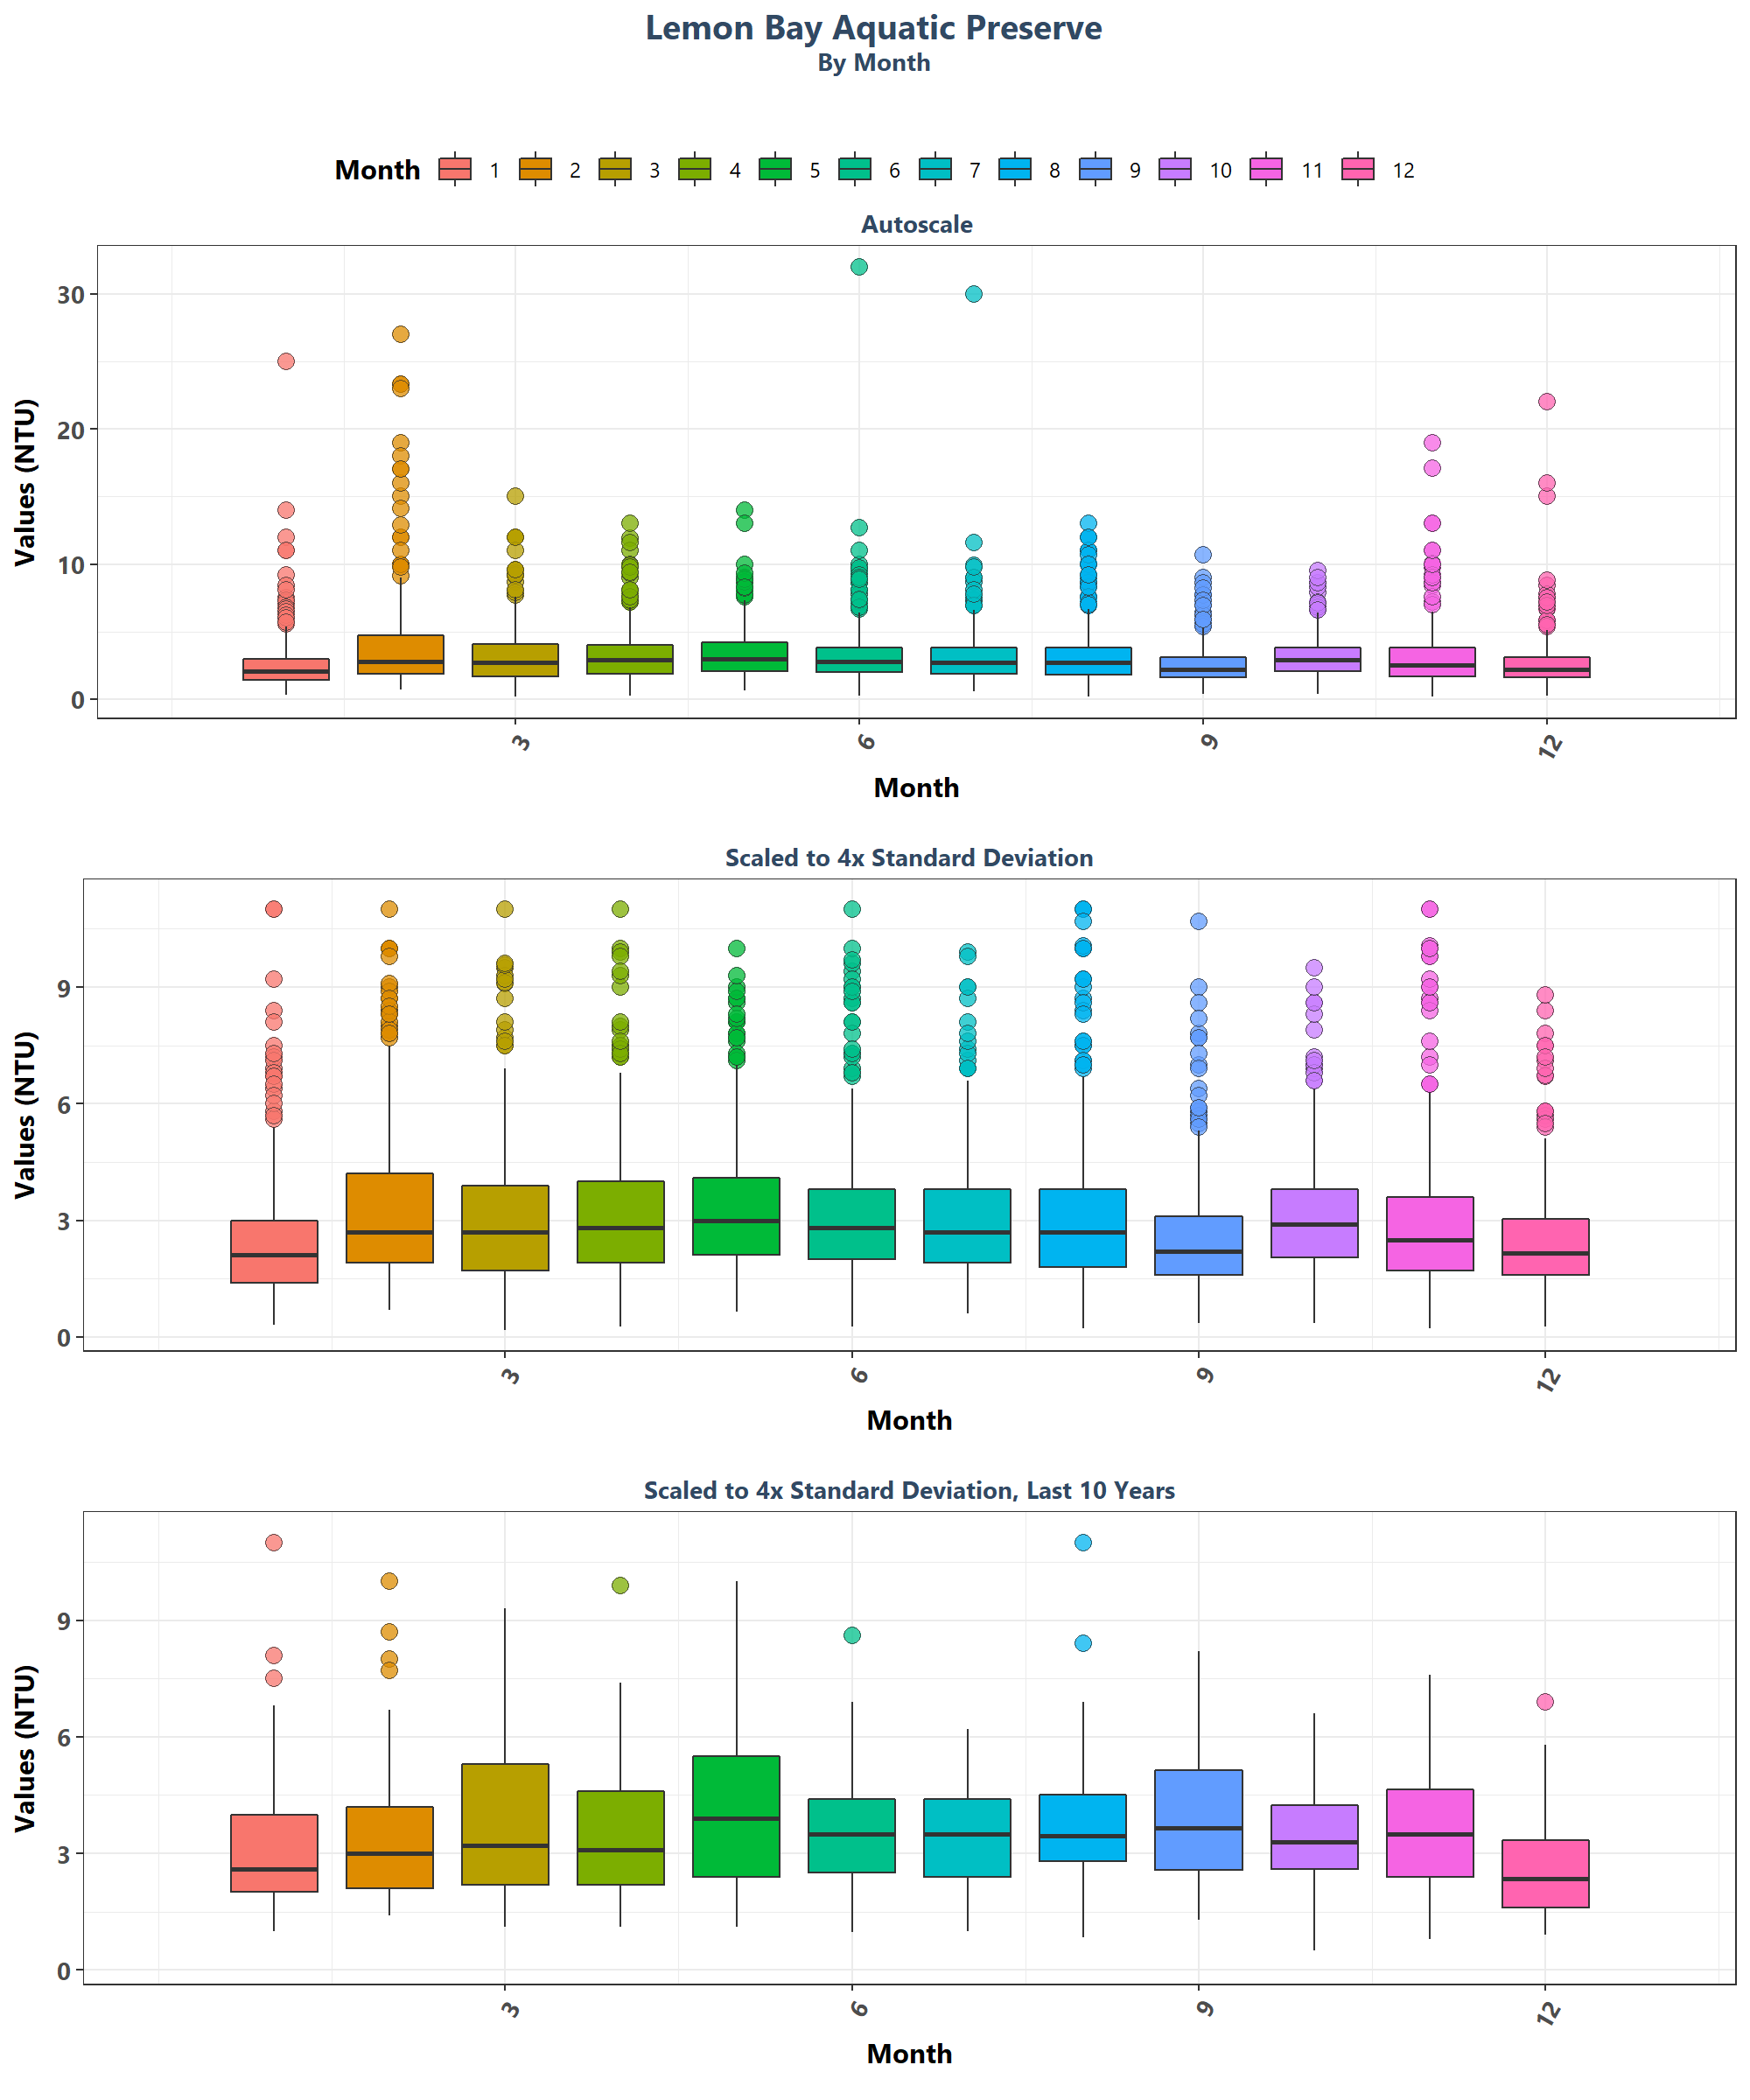 Lemon Bay Aquatic Preserve
By Month
Month 1 2 3 4 5 6 7 8 9 10 11 12
Autoscale
Values (NTU)
30
20
10
0
3 6 9 12
Month
Scaled to 4x Standard Deviation
Values (NTU)
9
6
3
0
3 6 9 12
Month
Scaled to 4x Standard Deviation, Last 10 Years
Values (NTU)
9
6
3
0
3 6 9 12
Month